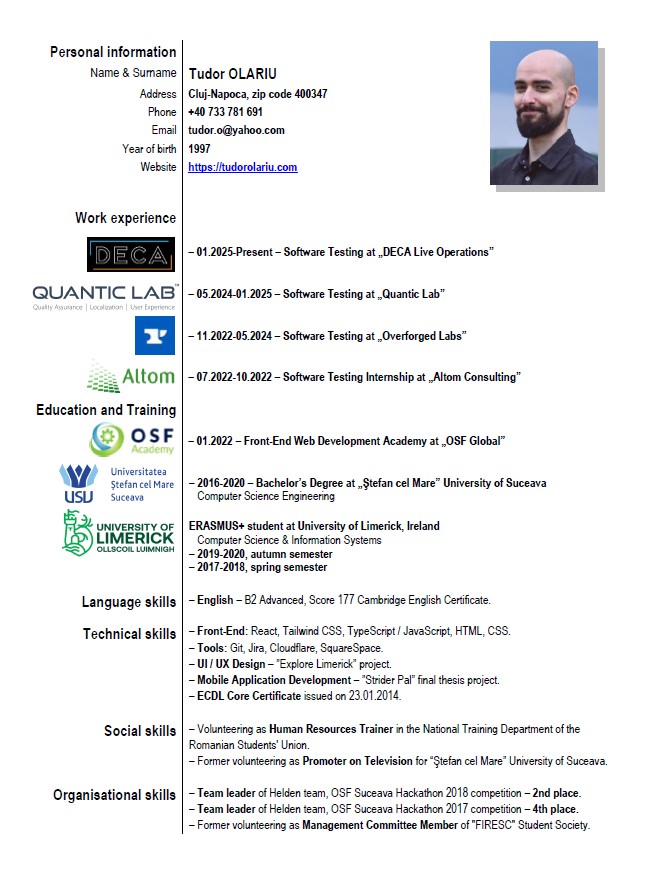 Personal information
Name & Surname Tudor OLARIU
Address Cluj-Napoca, zip code 400347
Phone +40 733 781 691
Email tudor.o@yahoo.com
Year of birth 1997
Website https://tudorolariu.com
Work experience
DECA – 01.2025-Present – Software Testing at „DECA Live Operations”
QUANTIC LAB™ – 05.2024-01.2025 – Software Testing at „Quantic Lab”
Quality Assurance | Localization | User Experience
– 11.2022-05.2024 – Software Testing at „Overforged Labs”
Altom – 07.2022-10.2022 – Software Testing Internship at „Altom Consulting”
Education and Training
OSF
Academy
– 01.2022 – Front-End Web Development Academy at „OSF Global”
USU
Universitatea
Ștefan cel Mare
Suceava
– 2016-2020 – Bachelor's Degree at „Ştefan cel Mare” University of Suceava
Computer Science Engineering
UNIVERSITY OF
LIMERICK
OLLSCOIL LUIMNIGH
ERASMUS+ student at University of Limerick, Ireland
Computer Science & Information Systems
– 2019-2020, autumn semester
– 2017-2018, spring semester
Language skills – English – B2 Advanced, Score 177 Cambridge English Certificate.
Technical skills – Front-End: React, Tailwind CSS, TypeScript / JavaScript, HTML, CSS.
– Tools: Git, Jira, Cloudflare, SquareSpace.
– UI / UX Design – ”Explore Limerick” project.
– Mobile Application Development – ”Strider Pal” final thesis project.
– ECDL Core Certificate issued on 23.01.2014.
Social skills – Volunteering as Human Resources Trainer in the National Training Department of the
Romanian Students' Union.
– Former volunteering as Promoter on Television for “Ştefan cel Mare” University of Suceava.
Organisational skills – Team leader of Helden team, OSF Suceava Hackathon 2018 competition – 2nd place.
– Team leader of Helden team, OSF Suceava Hackathon 2017 competition – 4th place.
– Former volunteering as Management Committee Member of "FIRESC" Student Society.